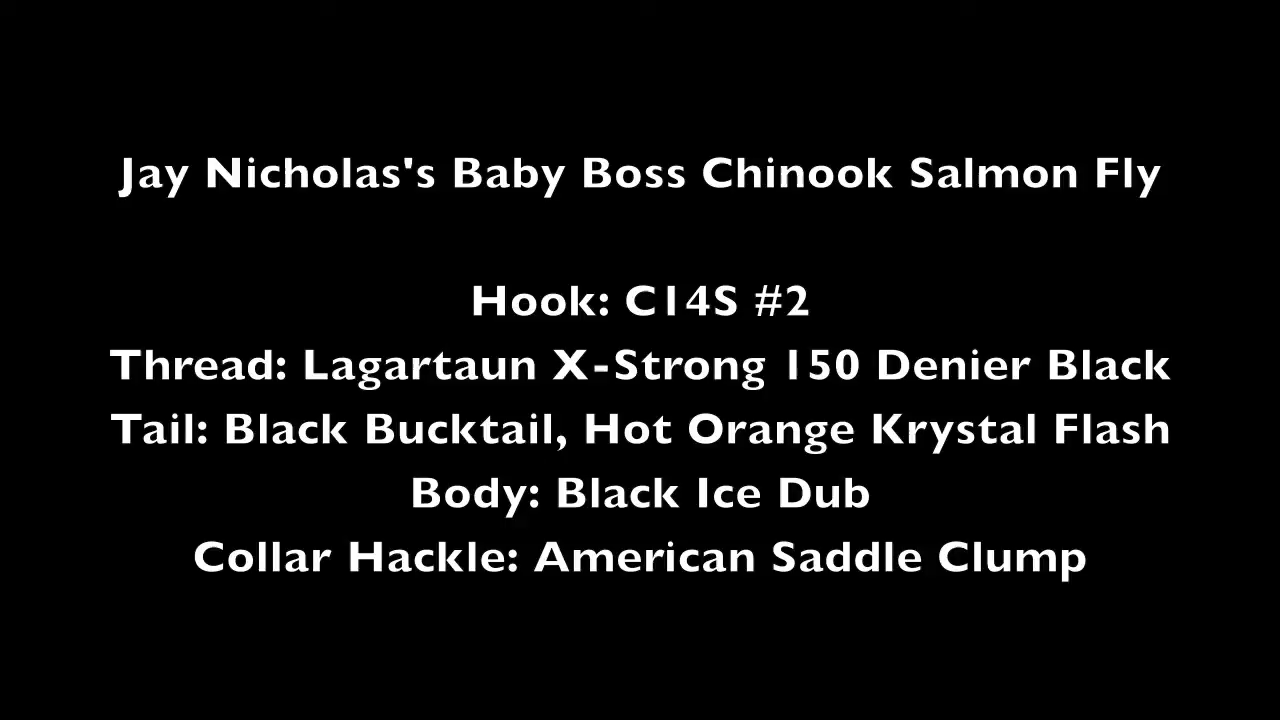 Jay Nicholas's Baby Boss Chinook Salmon Fly
Hook: C14S #2
Thread: Lagartaun X-Strong 150 Denier Black
Tail: Black Bucktail, Hot Orange Krystal Flash
Body: Black Ice Dub
Collar Hackle: American Saddle Clump